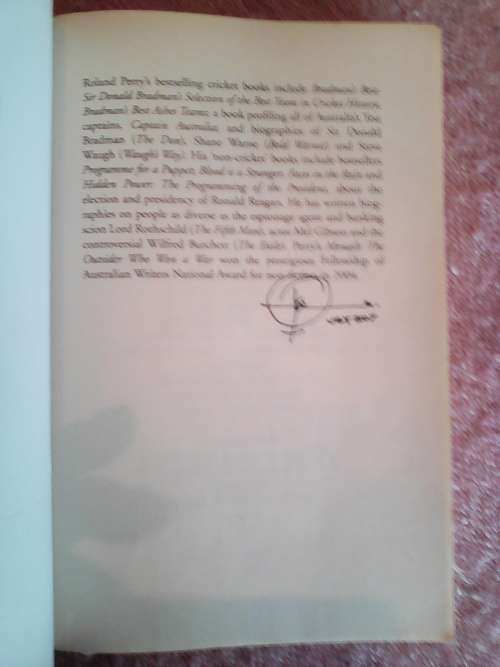 Roland Perry's bestselling cricket books include Bradman's Best:
Sir Donald Bradman's Selection of the Best Team in Cricket History,
Bradman's Best Ashes Teams; a book profiling all of Australia's Test
captains, Captain Australia; and biographies of Sir Donald
Bradman (The Don), Shane Warne (Bold Warnie) and Steve
Waugh (Waugh's Way). His non-cricket books include bestsellers
Programme for a Puppet, Blood is a Stranger, Faces in the Rain and
Hidden Power: The Programming of the President, about the
election and presidency of Ronald Reagan. He has written biog-
raphies on people as diverse as the espionage agent and banking
scion Lord Rothschild (The Fifth Man), actor Mel Gibson and the
controversial Wilfred Burchett (The Exile). Perry's Monash: The
Outsider Who Won a War won the prestigious Fellowship of
Australian Writers National Award for non-fiction in 2004.